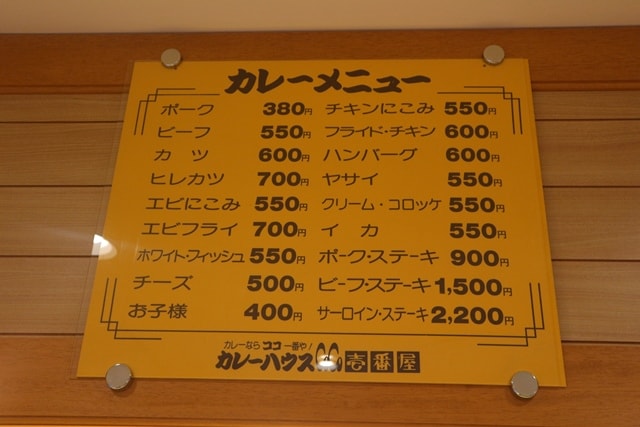 カレーメニュー
ポーク 380円 チキンにこみ 550円
ビーフ 550円 フライド・チキン 600円
カツ 600円 ハンバーグ 600円
ヒレカツ 700円 ヤサイ 550円
エビにこみ 550円 クリーム・コロッケ 550円
エビフライ 700円 イカ 550円
ホワイト・フィッシュ 550円 ポーク・ステーキ 900円
チーズ 500円 ビーフ・ステーキ 1,500円
お子様 400円 サーロイン・ステーキ 2,200円
カレーなら ココ一番や!
カレーハウス 壱番屋